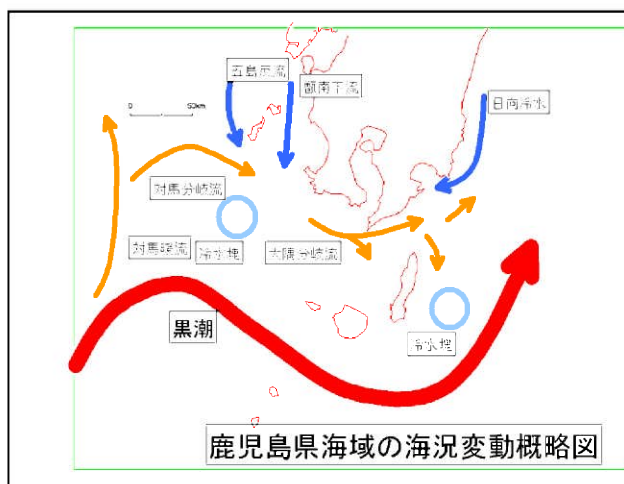 五島反流
甑南下流
日向冷水
0 50km
対馬分岐流
対馬暖流
冷水塊
大隅分岐流
黒潮
冷水塊
鹿児島県海域の海況変動概略図